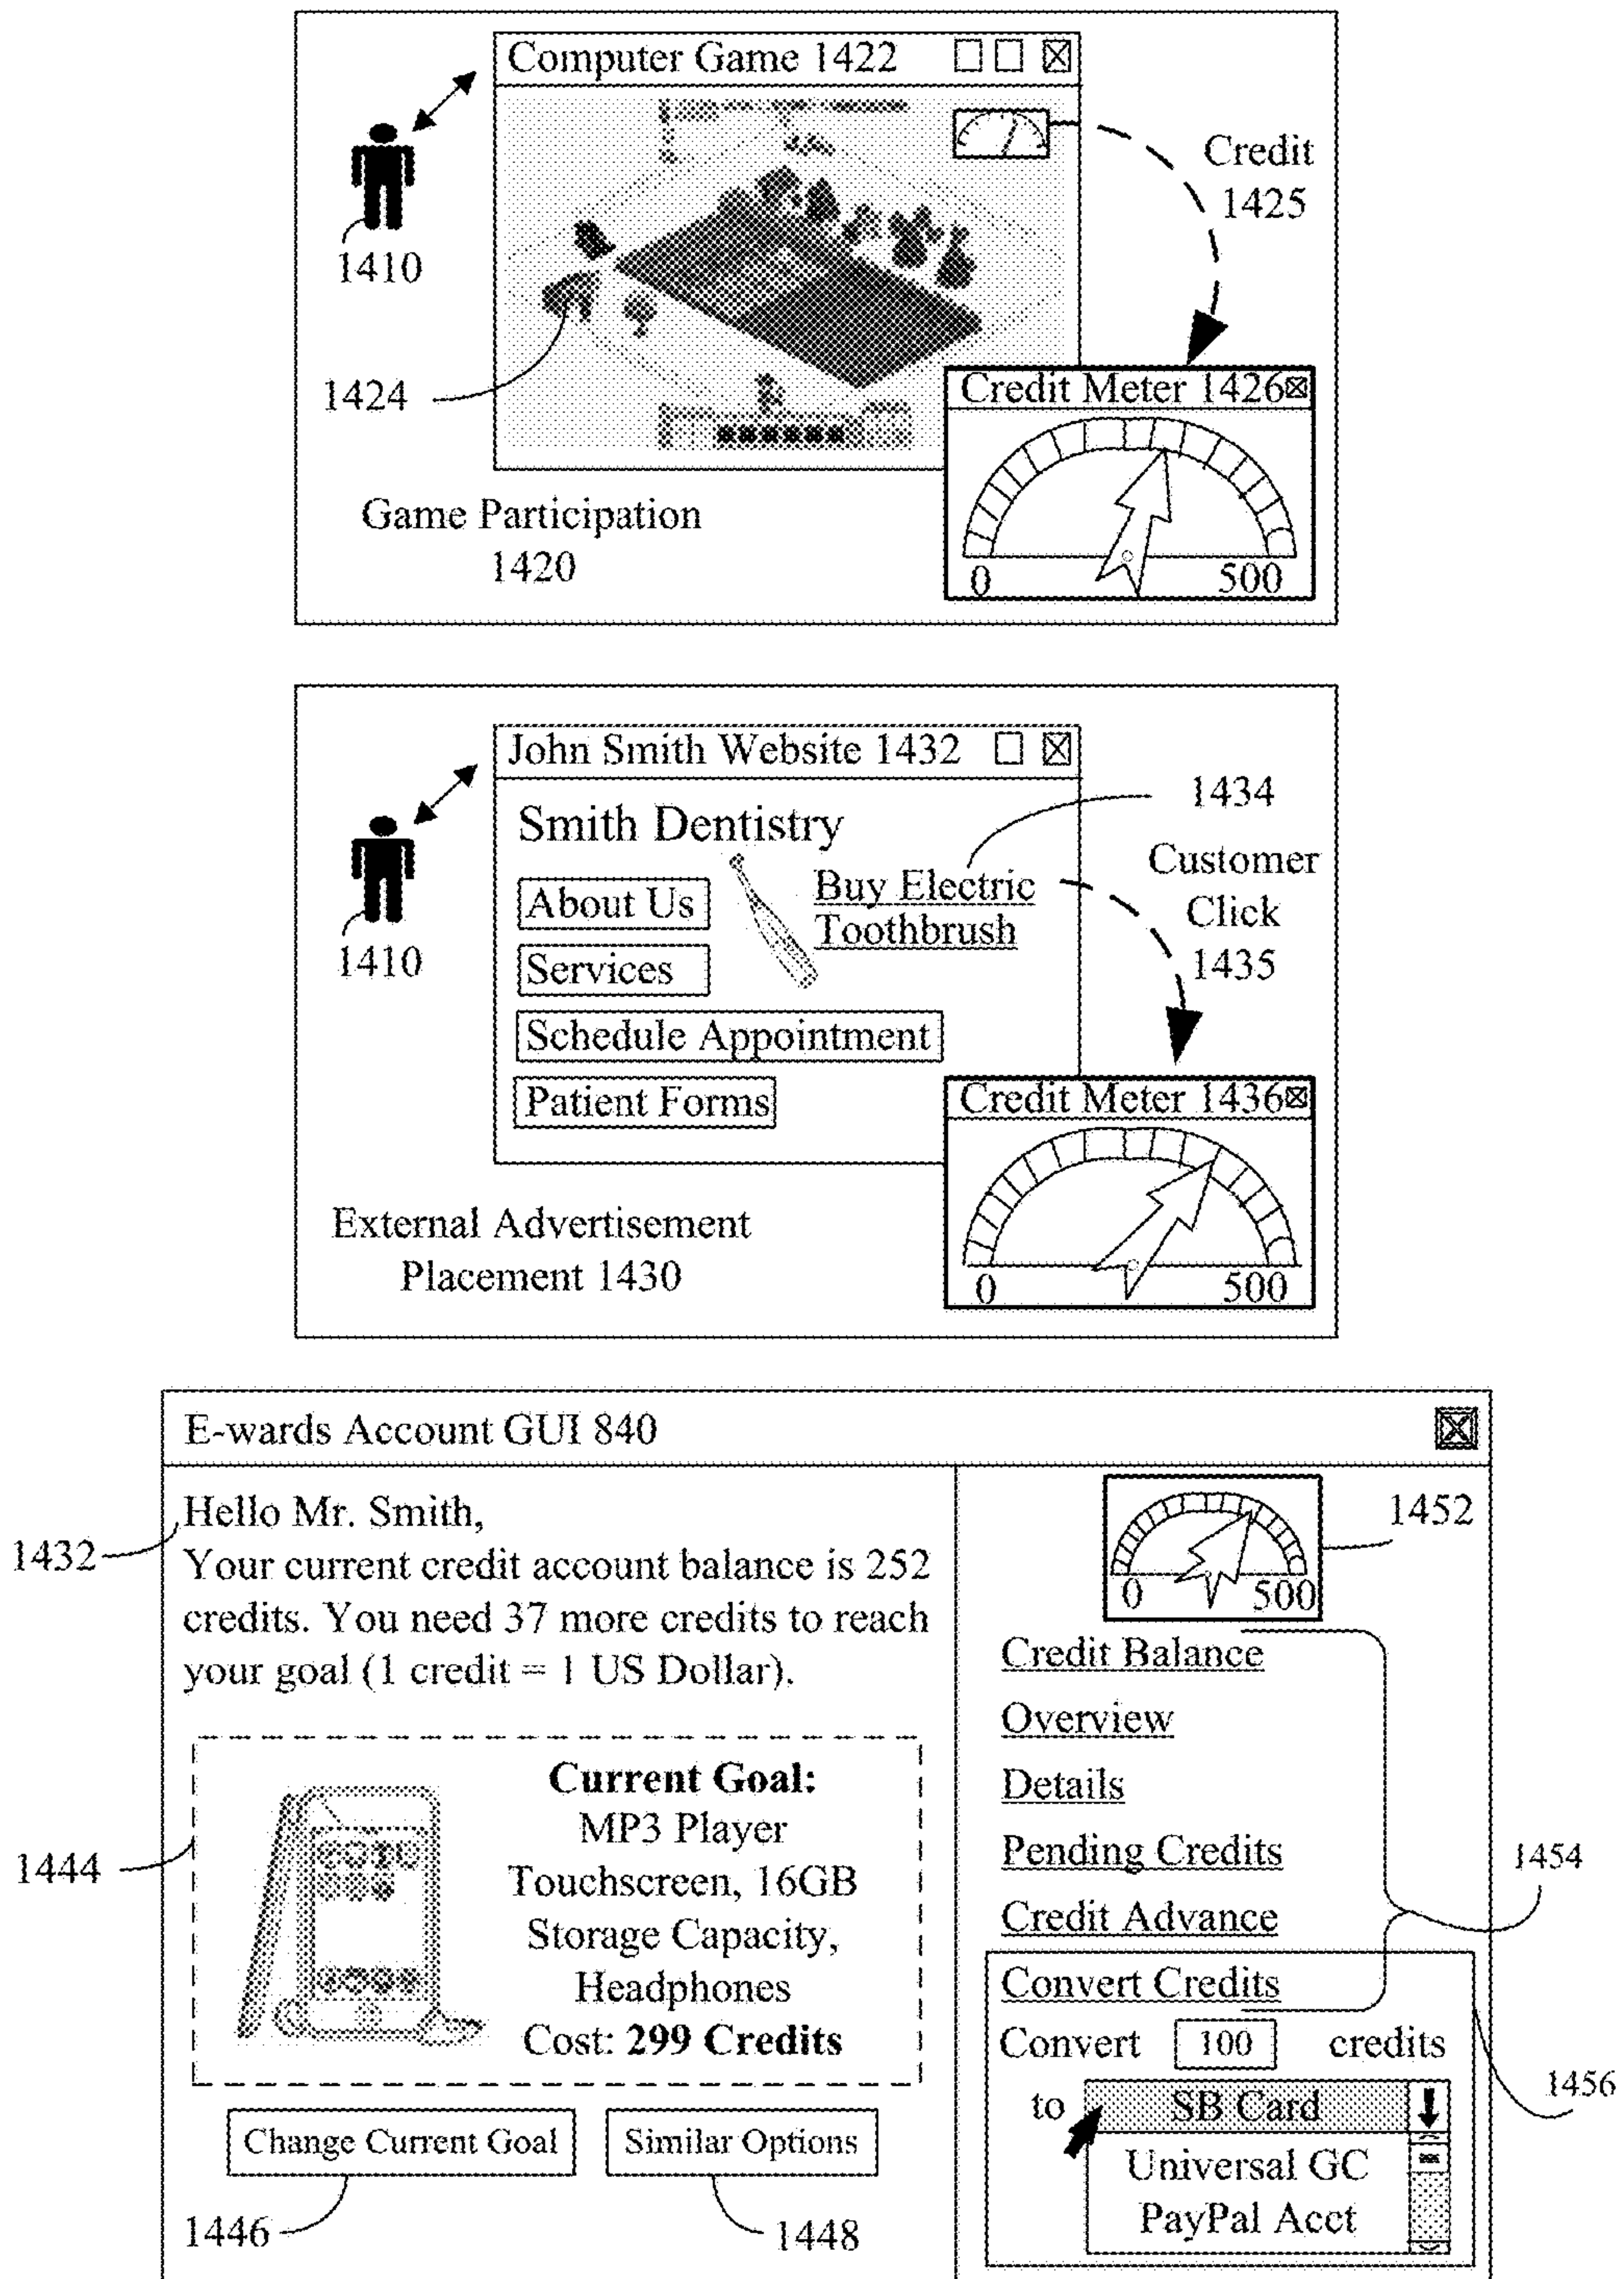 Computer Game 1422
Credit
1425
1410
1424
Credit Meter 1426
0 500
Game Participation
1420
John Smith Website 1432
1434
Smith Dentistry
Customer
Click
1435
Buy Electric
Toothbrush
About Us
1410
Services
Schedule Appointment
Patient Forms
Credit Meter 1436
0 500
External Advertisement
Placement 1430
E-wards Account GUI 840
1432
Hello Mr. Smith,
Your current credit account balance is 252
credits. You need 37 more credits to reach
your goal (1 credit = 1 US Dollar).
1444
Current Goal:
MP3 Player
Touchscreen, 16GB
Storage Capacity,
Headphones
Cost: 299 Credits
Change Current Goal
Similar Options
1446
1448
1452
0 500
Credit Balance
Overview
Details
Pending Credits
Credit Advance
1454
Convert Credits
Convert 100 credits
1456
to SB Card
Universal GC
PayPal Acct